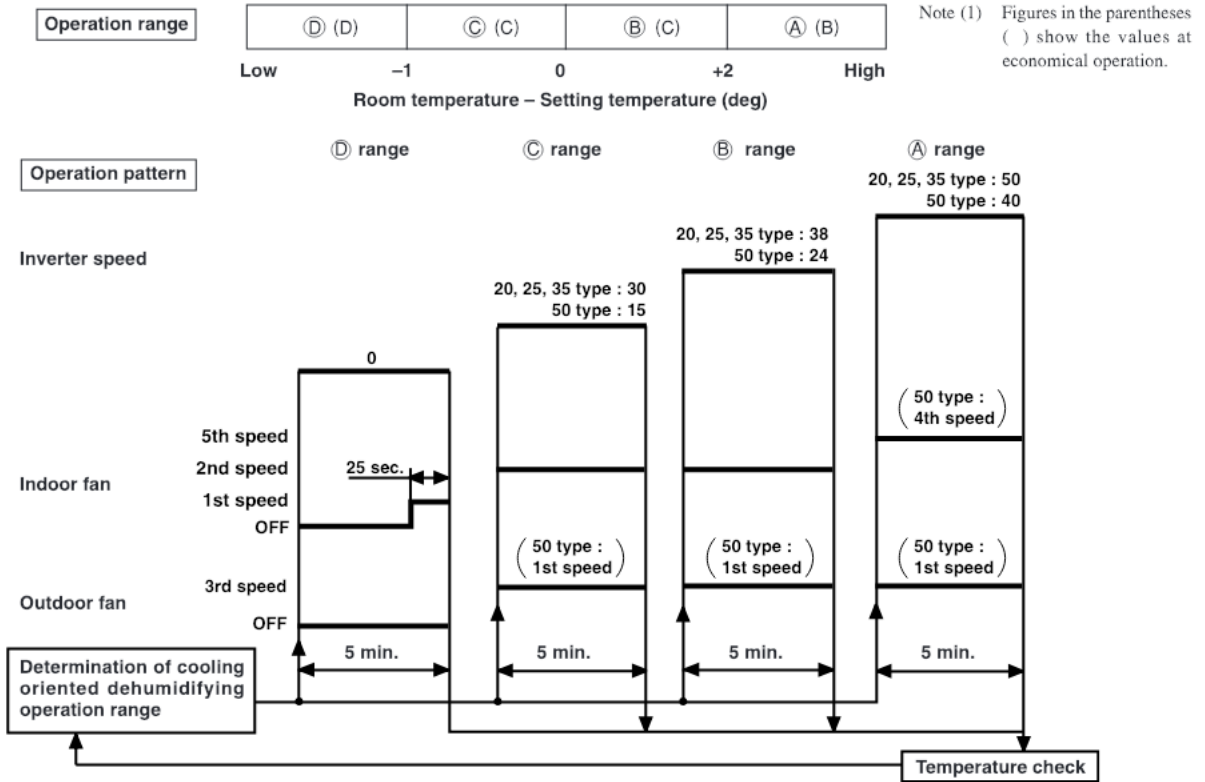 Operation range
Ⓓ (D) Ⓒ (C) Ⓑ (C) Ⓐ (B)
Low −1 0 +2 High
Room temperature – Setting temperature (deg)
Note (1) Figures in the parentheses
( ) show the values at
economical operation.
Operation pattern
Ⓓ range Ⓒ range Ⓑ range Ⓐ range
20, 25, 35 type : 50
50 type : 40
Inverter speed
20, 25, 35 type : 38
50 type : 24
20, 25, 35 type : 30
50 type : 15
0
(50 type :
4th speed)
5th speed
Indoor fan
2nd speed
25 sec.
1st speed
OFF
(50 type :
1st speed)
(50 type :
1st speed)
(50 type :
1st speed)
Outdoor fan
3rd speed
OFF
5 min. 5 min. 5 min. 5 min.
Determination of cooling
oriented dehumidifying
operation range
Temperature check